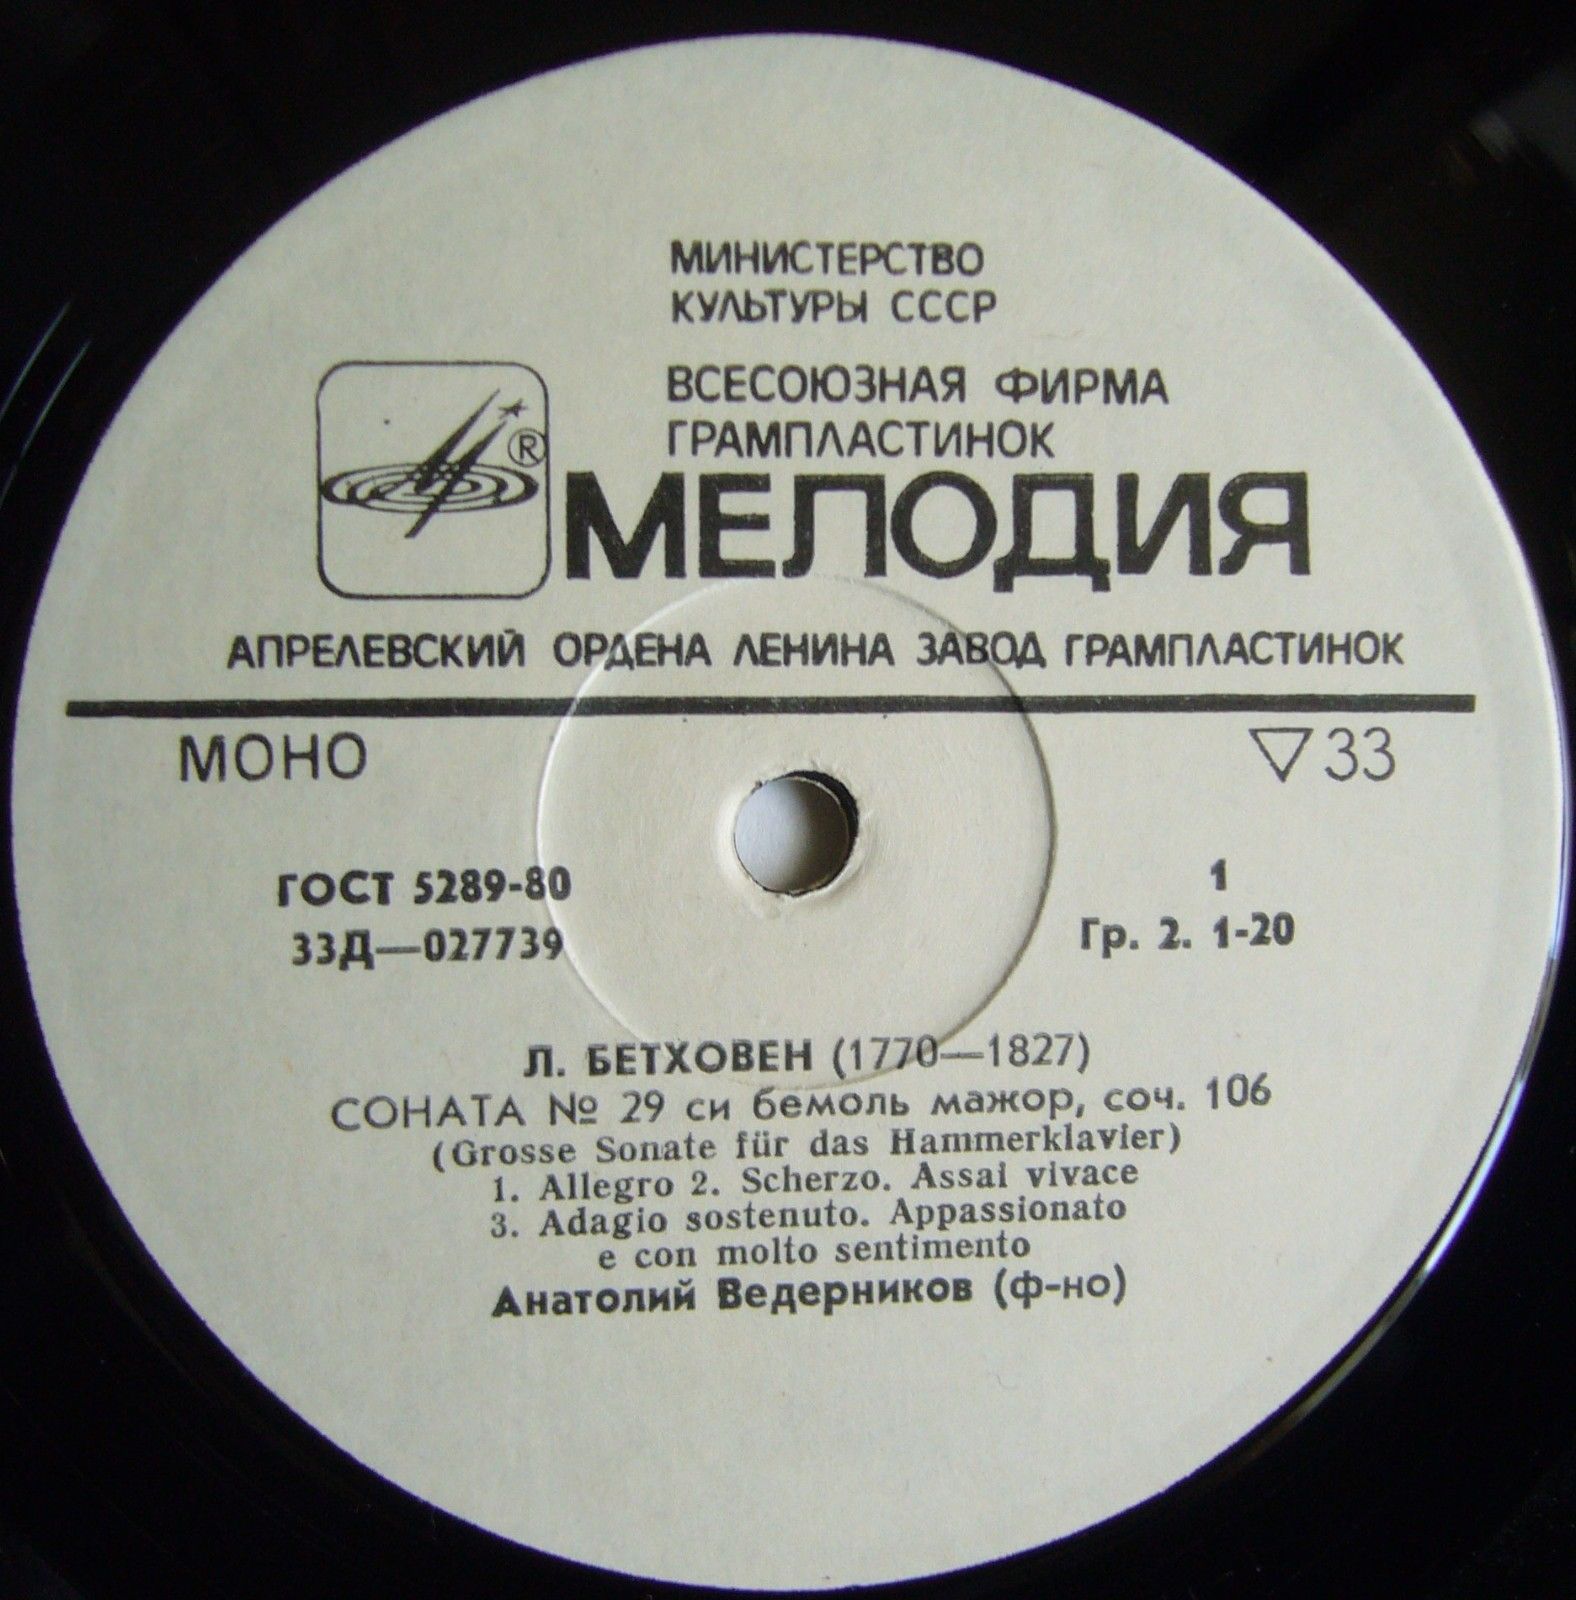 МИНИСТЕРСТВО
КУЛЬТУРЫ СССР
ВСЕСОЮЗНАЯ ФИРМА
ГРАМПЛАСТИНОК
®
МЕЛОДИЯ
АПРЕЛЕВСКИЙ ОРДЕНА ЛЕНИНА ЗАВОД ГРАМПЛАСТИНОК
МОНО ▽33
ГОСТ 5289-80 1
33Д—027739 Гр. 2. 1-20
Л. БЕТХОВЕН (1770—1827)
СОНАТА № 29 си бемоль мажор, соч. 106
(Grosse Sonate für das Hammerklavier)
1. Allegro 2. Scherzo. Assai vivace
3. Adagio sostenuto. Appassionato
e con molto sentimento
Анатолий Ведерников (ф-но)